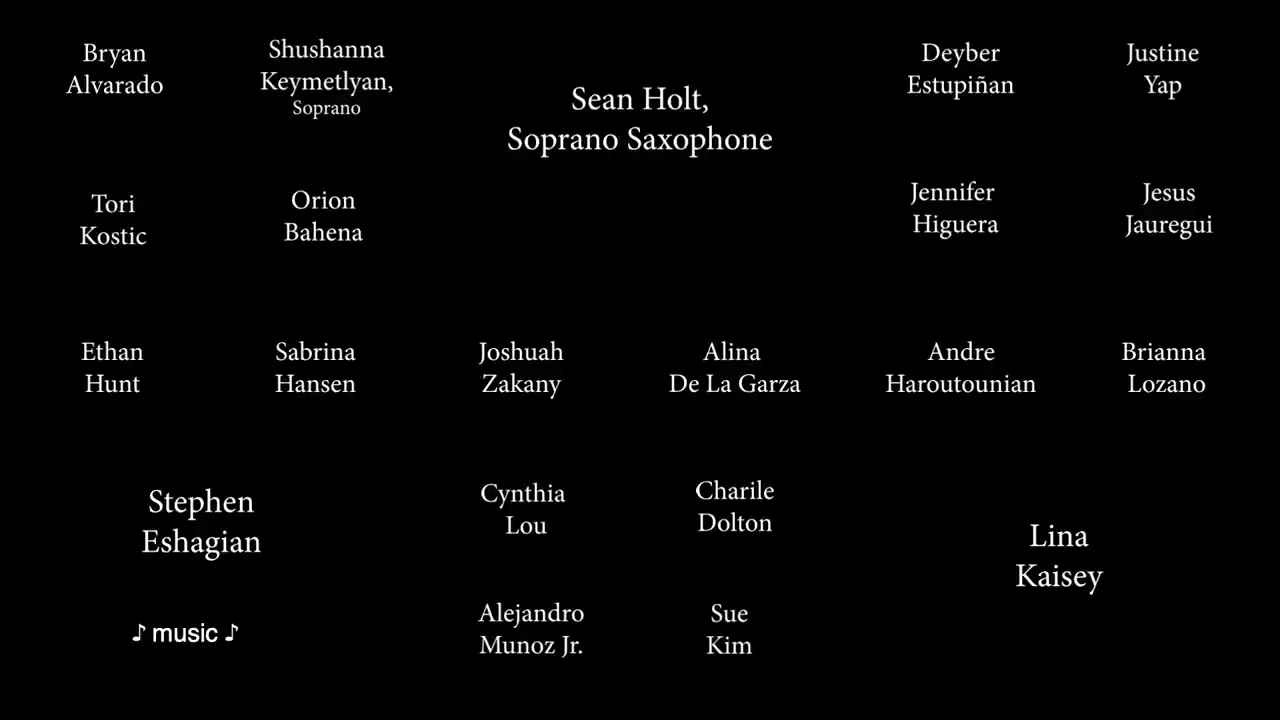 Bryan
Alvarado
Shushanna
Keymetlyan,
Soprano
Sean Holt,
Soprano Saxophone
Deyber
Estupiñan
Justine
Yap
Tori
Kostic
Orion
Bahena
Jennifer
Higuera
Jesus
Jauregui
Ethan
Hunt
Sabrina
Hansen
Joshuah
Zakany
Alina
De La Garza
Andre
Haroutounian
Brianna
Lozano
Stephen
Eshagian
Cynthia
Lou
Charile
Dolton
Lina
Kaisey
♪ music ♪
Alejandro
Munoz Jr.
Sue
Kim